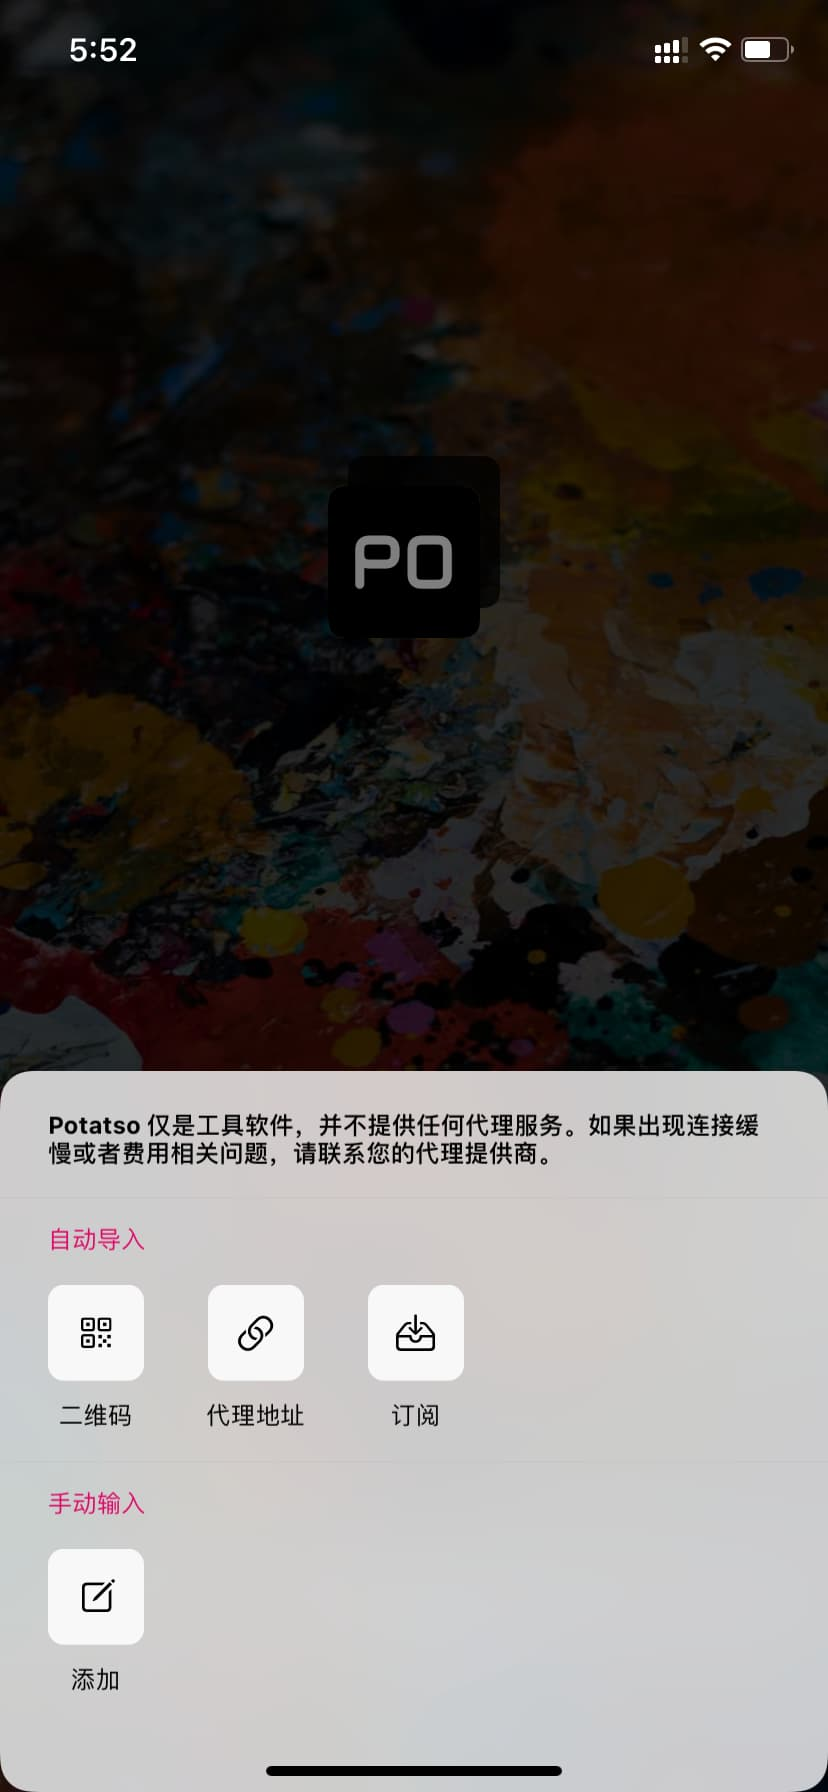 5:52
PO
Potatso 仅是工具软件，并不提供任何代理服务。如果出现连接缓
慢或者费用相关问题，请联系您的代理提供商。
自动导入
二维码 代理地址 订阅
手动输入
添加